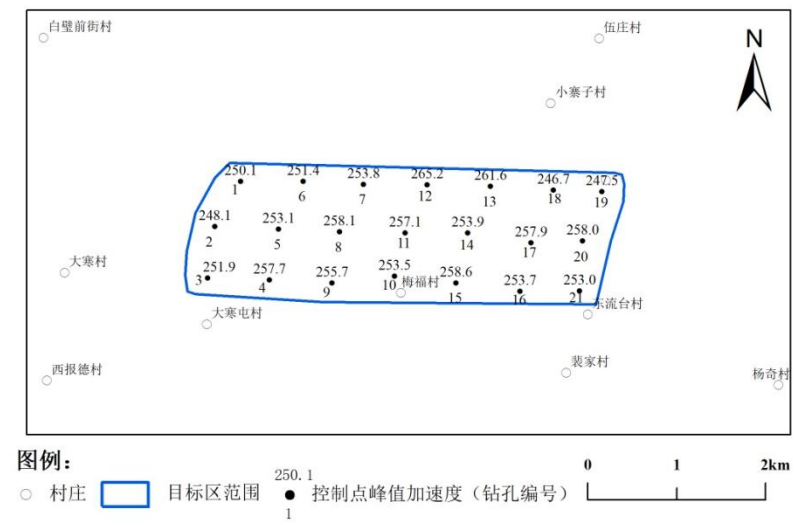 白璧前街村
伍庄村
N
小寨子村
250.1 251.4 253.8 265.2 261.6 246.7 247.5
1 6 7 12 13 18 19
248.1 253.1 258.1 257.1 253.9 257.9 258.0
2 5 8 11 14 17 20
大寒村
251.9 257.7 255.7 253.5 258.6 253.7 253.0
3 4 9 10 梅福村 15 16 21
东流台村
大寒屯村
西报德村
裴家村
杨奇村
图例：
村庄 目标区范围 250.1 控制点峰值加速度（钻孔编号）
1
0 1 2km